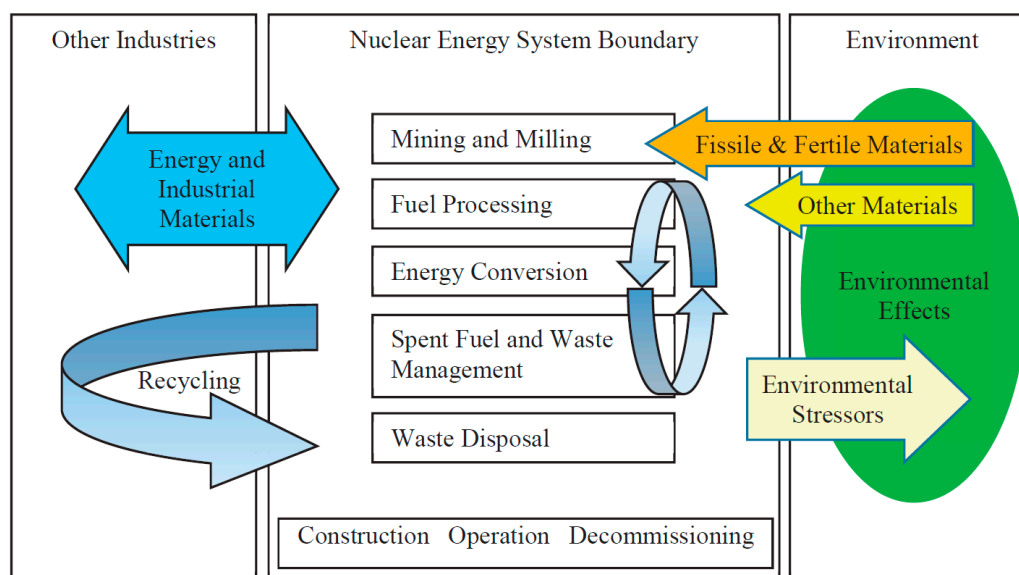 Other Industries
Nuclear Energy System Boundary
Environment
Energy and
Industrial
Materials
Recycling
Mining and Milling
Fuel Processing
Energy Conversion
Spent Fuel and Waste
Management
Waste Disposal
Construction Operation Decommissioning
Fissile & Fertile Materials
Other Materials
Environmental
Effects
Environmental
Stressors